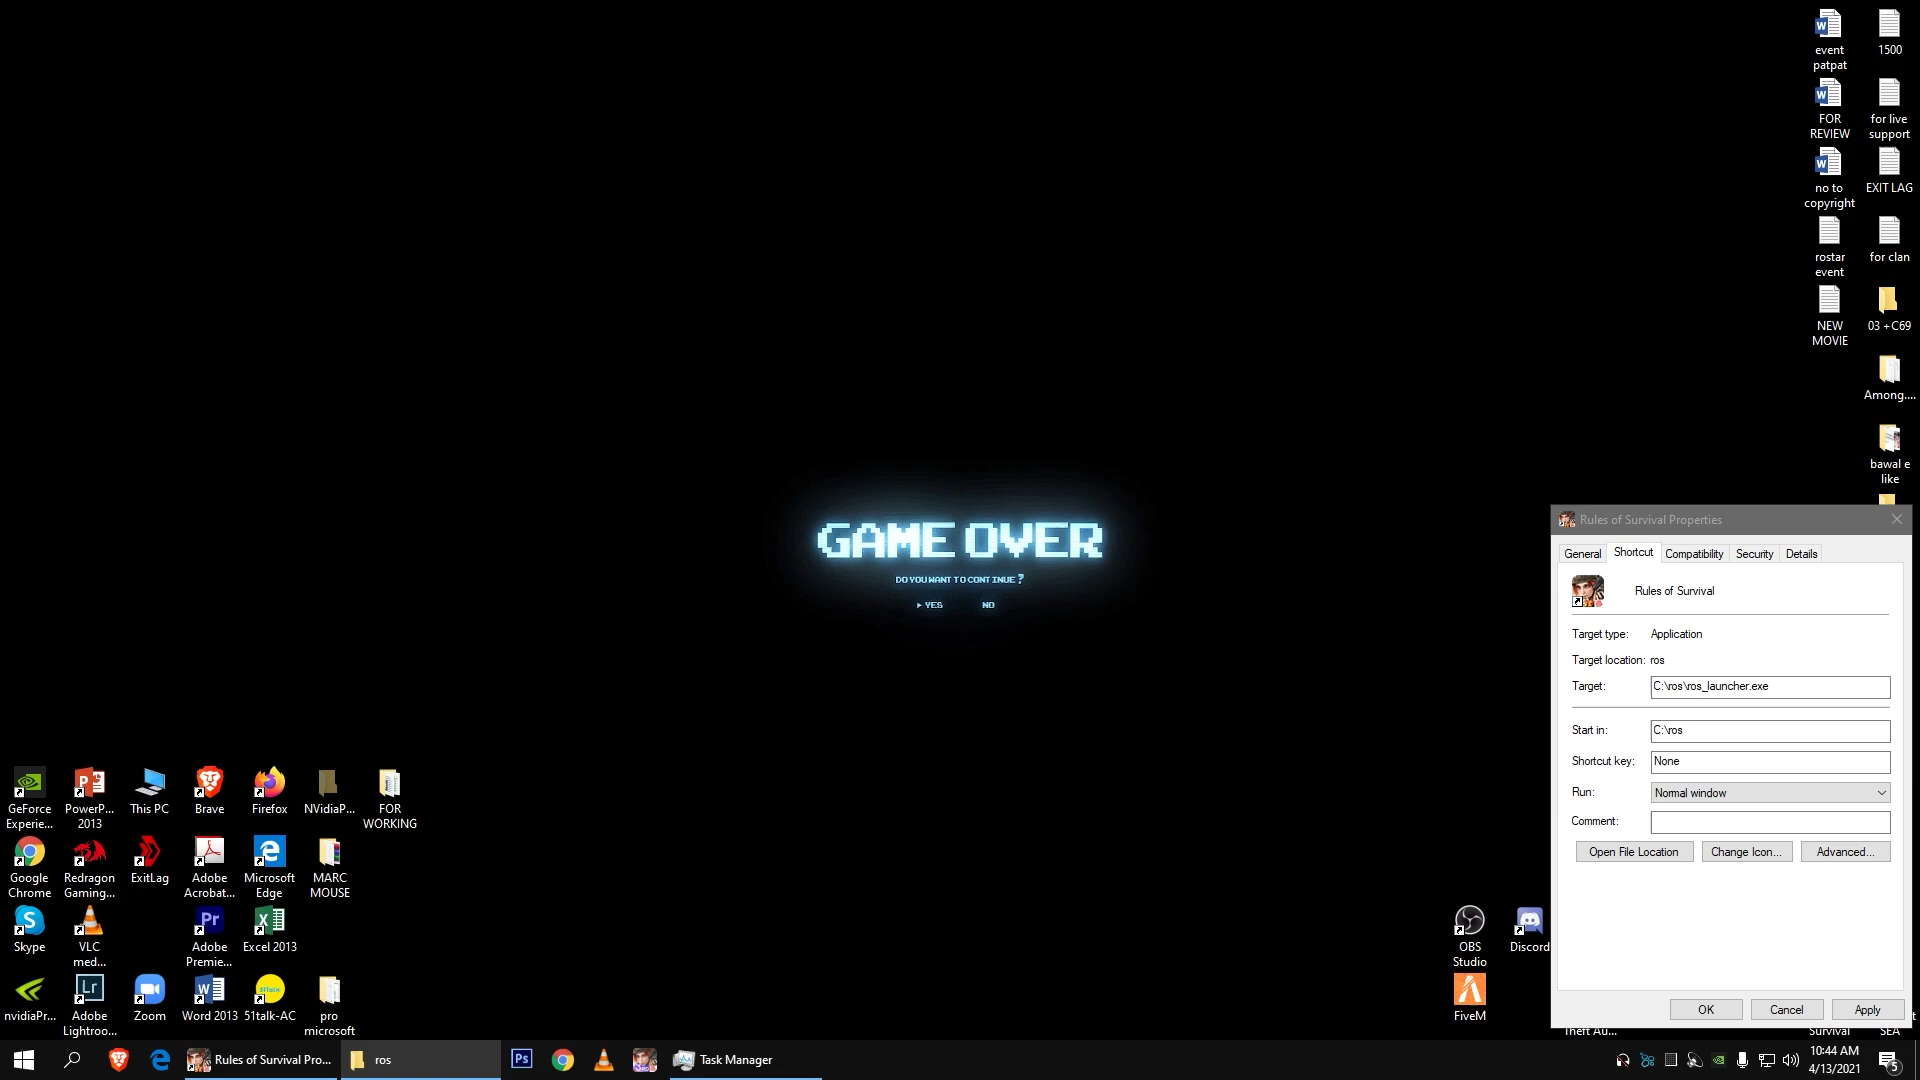 event
patpat
1500
FOR
REVIEW
for live
support
no to
copyright
EXIT LAG
rostar
event
for clan
NEW
MOVIE
03 +C69
Among....
bawal e
like
GAME OVER
DO YOU WANT TO CONTINUE?
▸ YES NO
Rules of Survival Properties
General Shortcut Compatibility Security Details
Rules of Survival
Target type: Application
Target location: ros
Target: C:\ros\ros_launcher.exe
Start in: C:\ros
Shortcut key: None
Run: Normal window
Comment:
Open File Location Change Icon... Advanced...
OK Cancel Apply
GeForce
Experie...
PowerP...
2013
This PC
Brave
Firefox
NVidiaP...
FOR
WORKING
Google
Chrome
Redragon
Gaming...
ExitLag
Adobe
Acrobat...
Microsoft
Edge
MARC
MOUSE
Skype
VLC
med...
Adobe
Premie...
Excel 2013
nvidiaPr...
Adobe
Lightroo...
Zoom
Word 2013
51talk-AC
pro
microsoft
OBS
Studio
Discord
FiveM
Theft Au...
Survival
SEA
Rules of Survival Pro...
ros
Task Manager
10:44 AM
4/13/2021
5